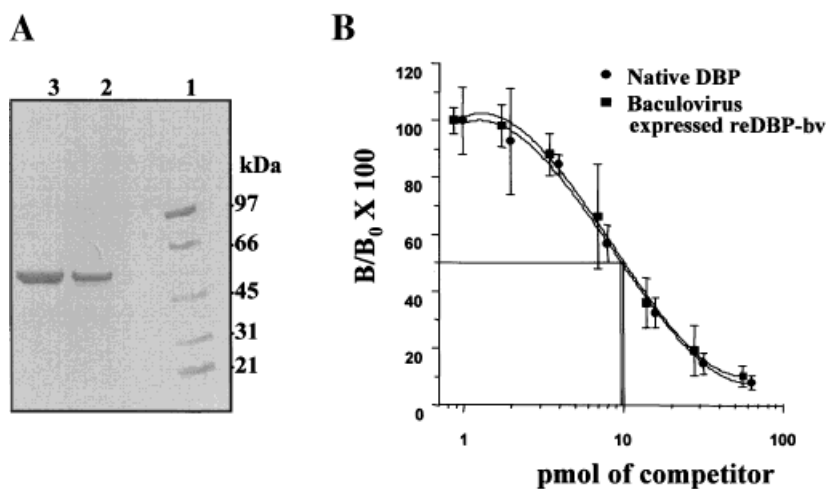 A
3 2 1
kDa
97
66
45
31
21
B
Native DBP
Baculovirus
expressed reDBP-bv
B/B₀ X 100
120
100
80
60
40
20
0
1 10 100
pmol of competitor